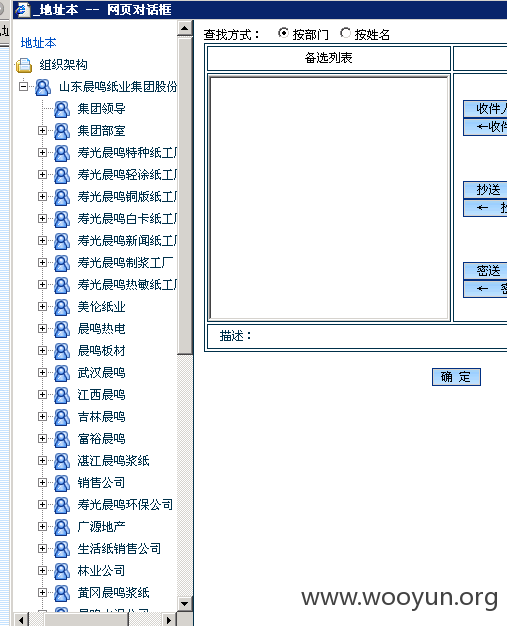 _地址本 -- 网页对话框
地址本
组织架构
山东晨鸣纸业集团股份
集团领导
集团部室
寿光晨鸣特种纸工厂
寿光晨鸣轻涂纸工厂
寿光晨鸣铜版纸工厂
寿光晨鸣白卡纸工厂
寿光晨鸣新闻纸工厂
寿光晨鸣制浆工厂
寿光晨鸣热敏纸工厂
美伦纸业
晨鸣热电
晨鸣板材
武汉晨鸣
江西晨鸣
吉林晨鸣
富裕晨鸣
湛江晨鸣浆纸
销售公司
寿光晨鸣环保公司
广源地产
生活纸销售公司
林业公司
黄冈晨鸣浆纸
查找方式： 按部门 按姓名
备选列表
收件人
←收件
抄送
← 抄
密送
← 密
描述：
确 定
www.wooyun.org